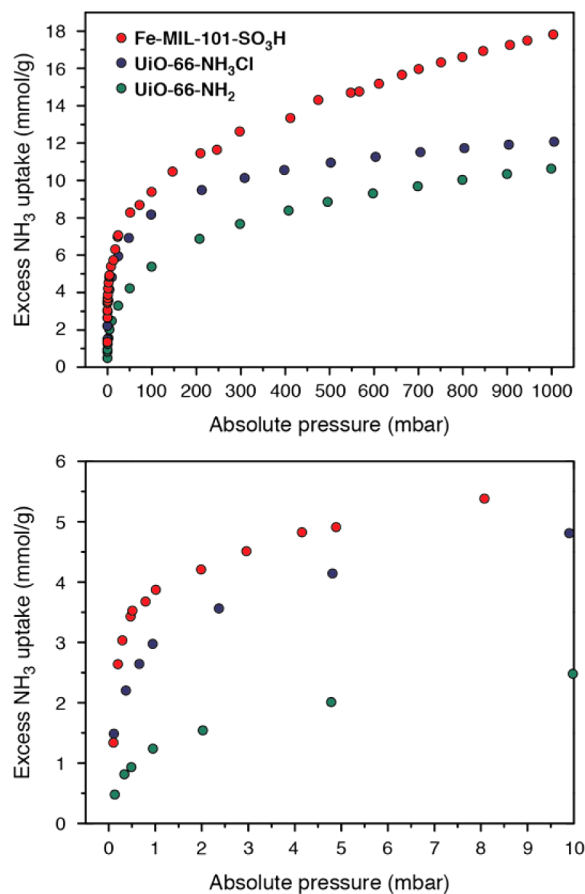 18
16
14
12
10
8
6
4
2
0
Excess NH₃ uptake (mmol/g)
Fe-MIL-101-SO₃H
UiO-66-NH₃Cl
UiO-66-NH₂
0 100 200 300 400 500 600 700 800 900 1000
Absolute pressure (mbar)
6
5
4
3
2
1
0
Excess NH₃ uptake (mmol/g)
0 1 2 3 4 5 6 7 8 9 10
Absolute pressure (mbar)